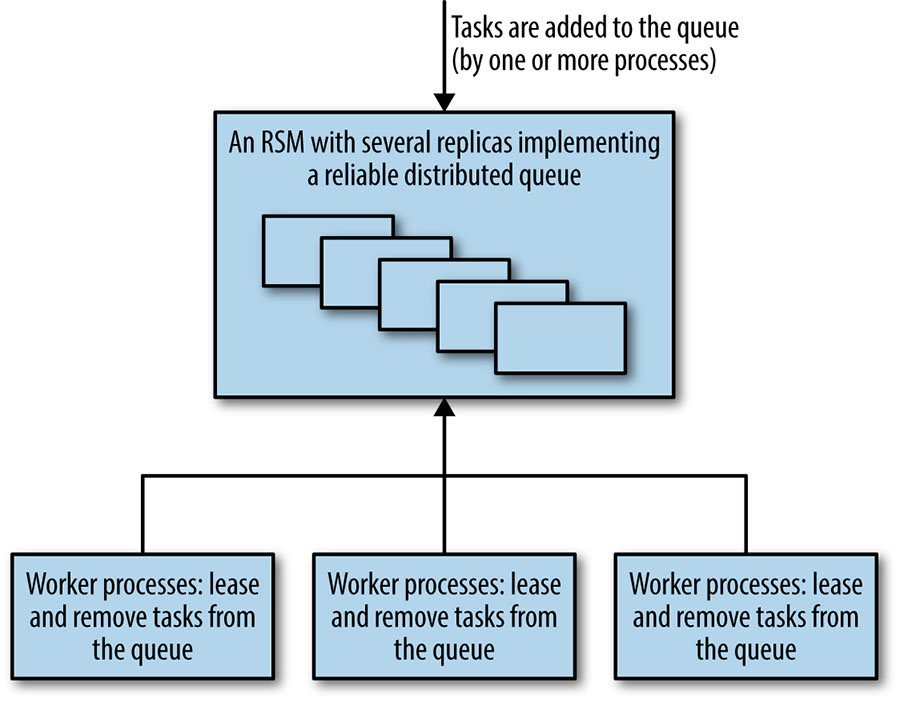 Tasks are added to the queue
(by one or more processes)
An RSM with several replicas implementing
a reliable distributed queue
Worker processes: lease
and remove tasks from
the queue
Worker processes: lease
and remove tasks from
the queue
Worker processes: lease
and remove tasks from
the queue